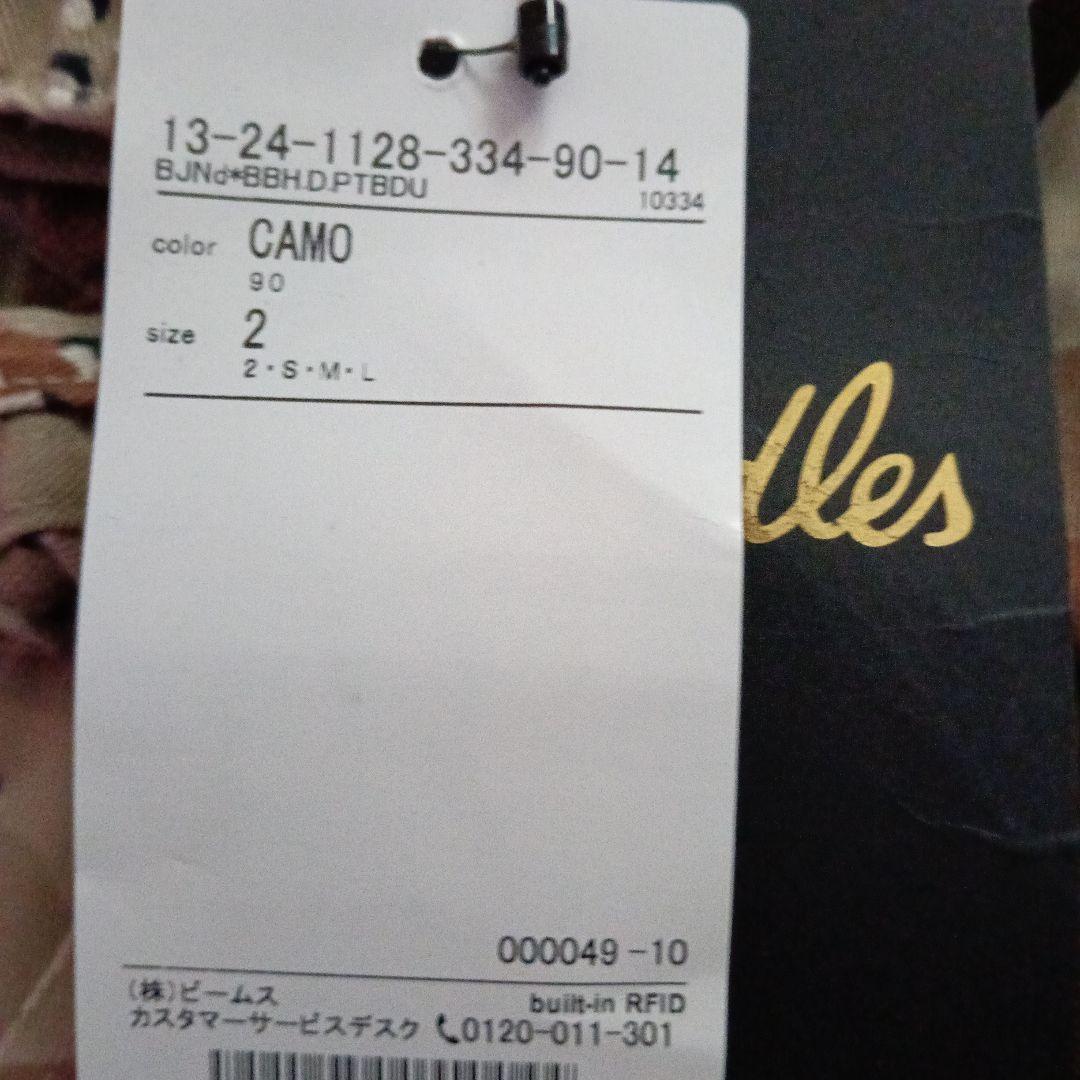 13-24-1128-334-90-14
BJNd*BBH.D.PTBDU
10334
color CAMO
90
size 2
2・S・M・L
dles
000049 -10
(株)ビームス
built-in RFID
カスタマーサービスデスク 0120-011-301